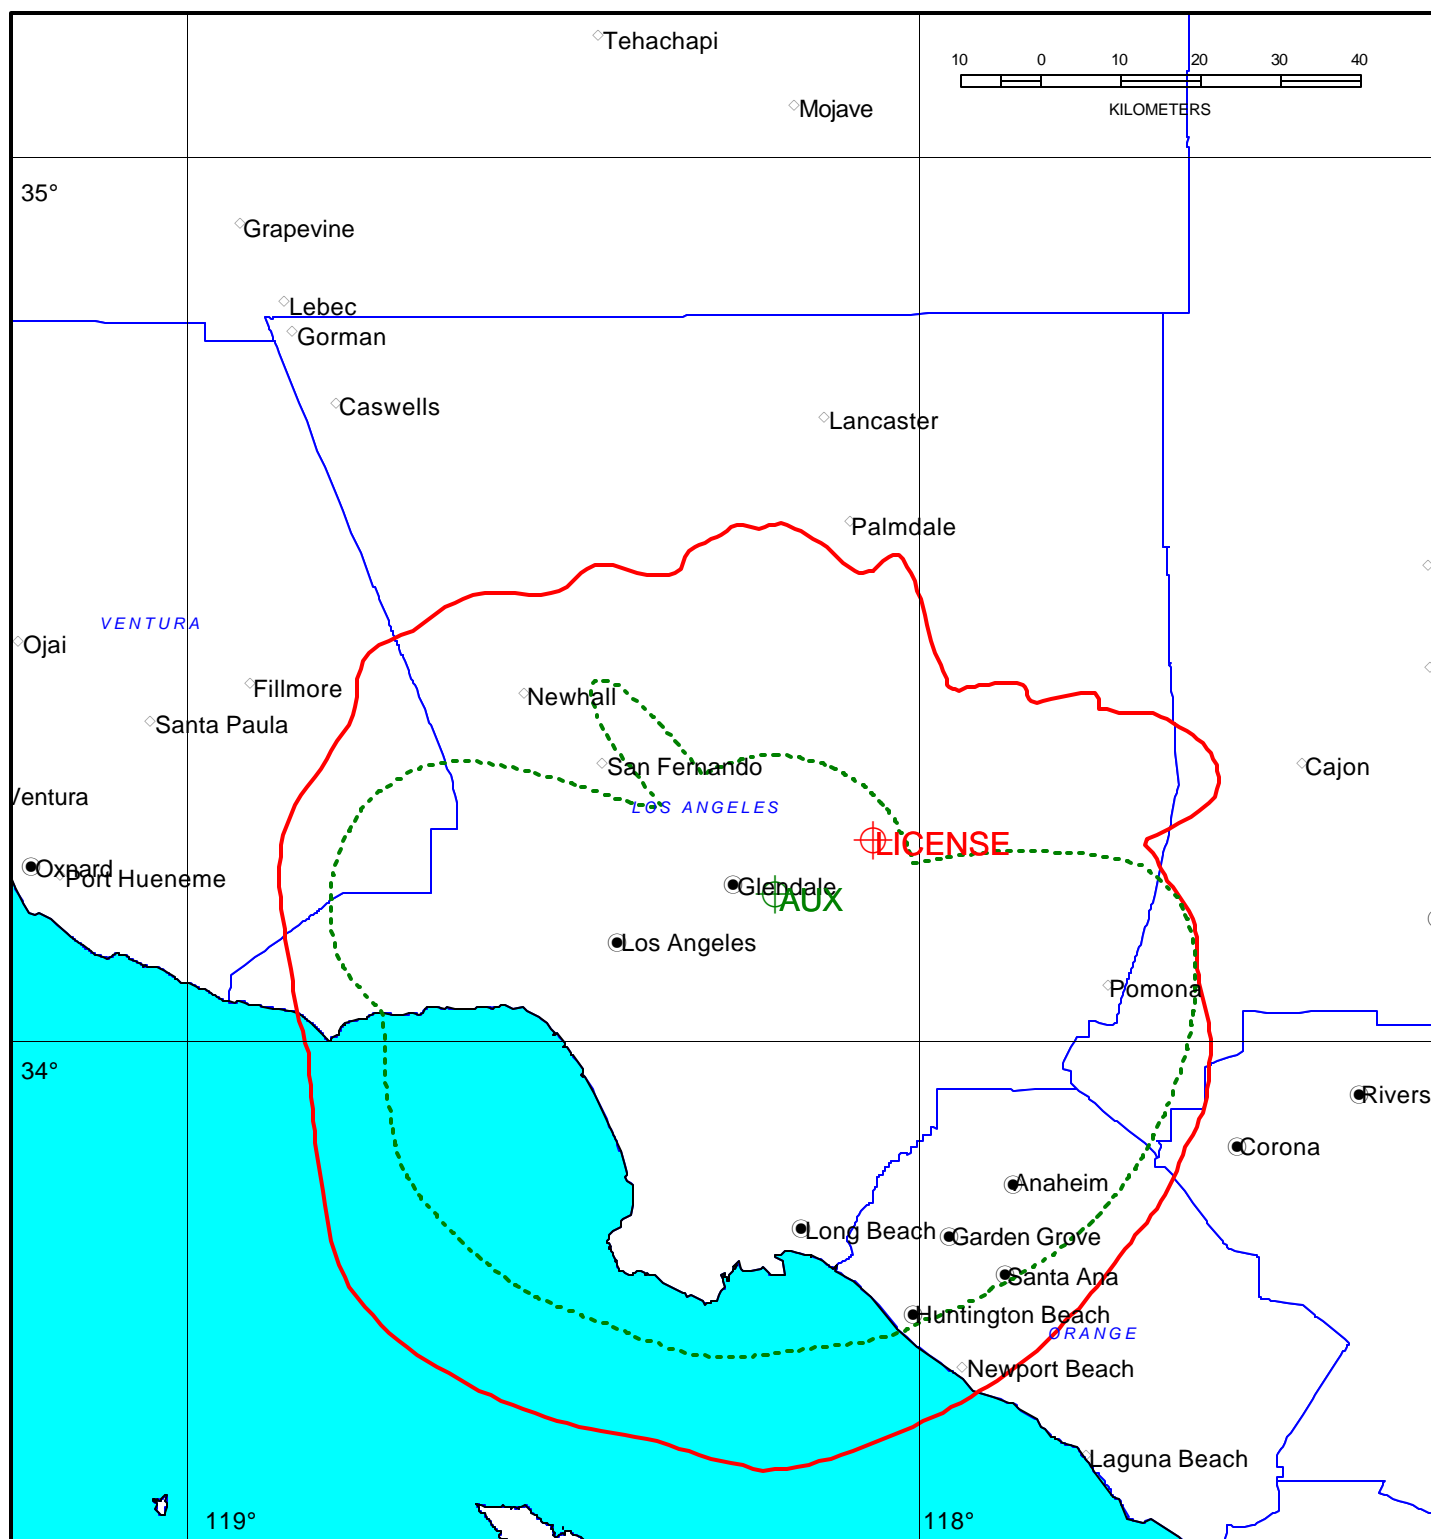 Tehachapi
10 0 10 20 30 40
Mojave
KILOMETERS
35°
Grapevine
Lebec
Gorman
Caswells
Lancaster
Palmdale
VENTURA
Ojai
Fillmore
Newhall
Santa Paula
San Fernando
Cajon
Ventura
LOS ANGELES
LICENSE
Oxnard
Port Hueneme
Glendale
AUX
Los Angeles
Pomona
34°
Rivers
Corona
Anaheim
Long Beach
Garden Grove
Santa Ana
Huntington Beach
ORANGE
Newport Beach
Laguna Beach
119°
118°